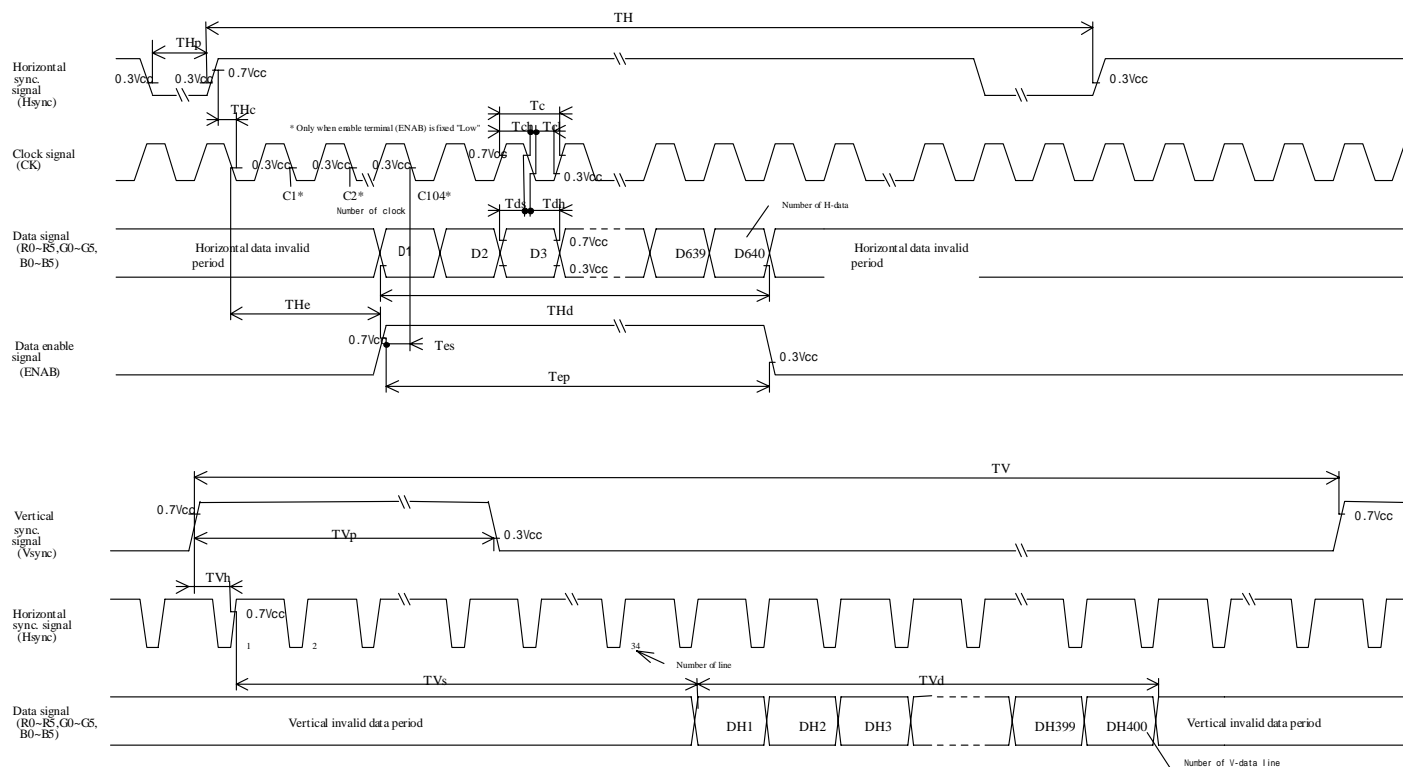 TH
THp
Horizontal
sync.
signal
(Hsync)
0.3Vcc
0.3Vcc
0.7Vcc
0.3Vcc
THc
Tc
* Only when enable terminal (ENAB) is fixed "Low"
Tch
Tcl
Clock signal
(CK)
0.7Vcc
0.3Vcc
0.3Vcc
0.3Vcc
0.3Vcc
C1*
C2*
C104*
Number of clock
Tds
Tdh
Number of H-data
Data signal
(R0~R5,G0~G5,
B0~B5)
Horizontal data invalid
period
D1
D2
D3
0.7Vcc
0.3Vcc
D639
D640
Horizontal data invalid
period
THe
THd
Data enable
signal
(ENAB)
0.7Vcc
Tes
0.3Vcc
Tep
TV
Vertical
sync.
signal
(Vsync)
0.7Vcc
TVp
0.3Vcc
0.7Vcc
TVh
Horizontal
sync. signal
(Hsync)
0.7Vcc
1
2
34
Number of line
TVs
TVd
Data signal
(R0~R5,G0~G5,
B0~B5)
Vertical invalid data period
DH1
DH2
DH3
DH399
DH400
Vertical invalid data period
Number of V-data line